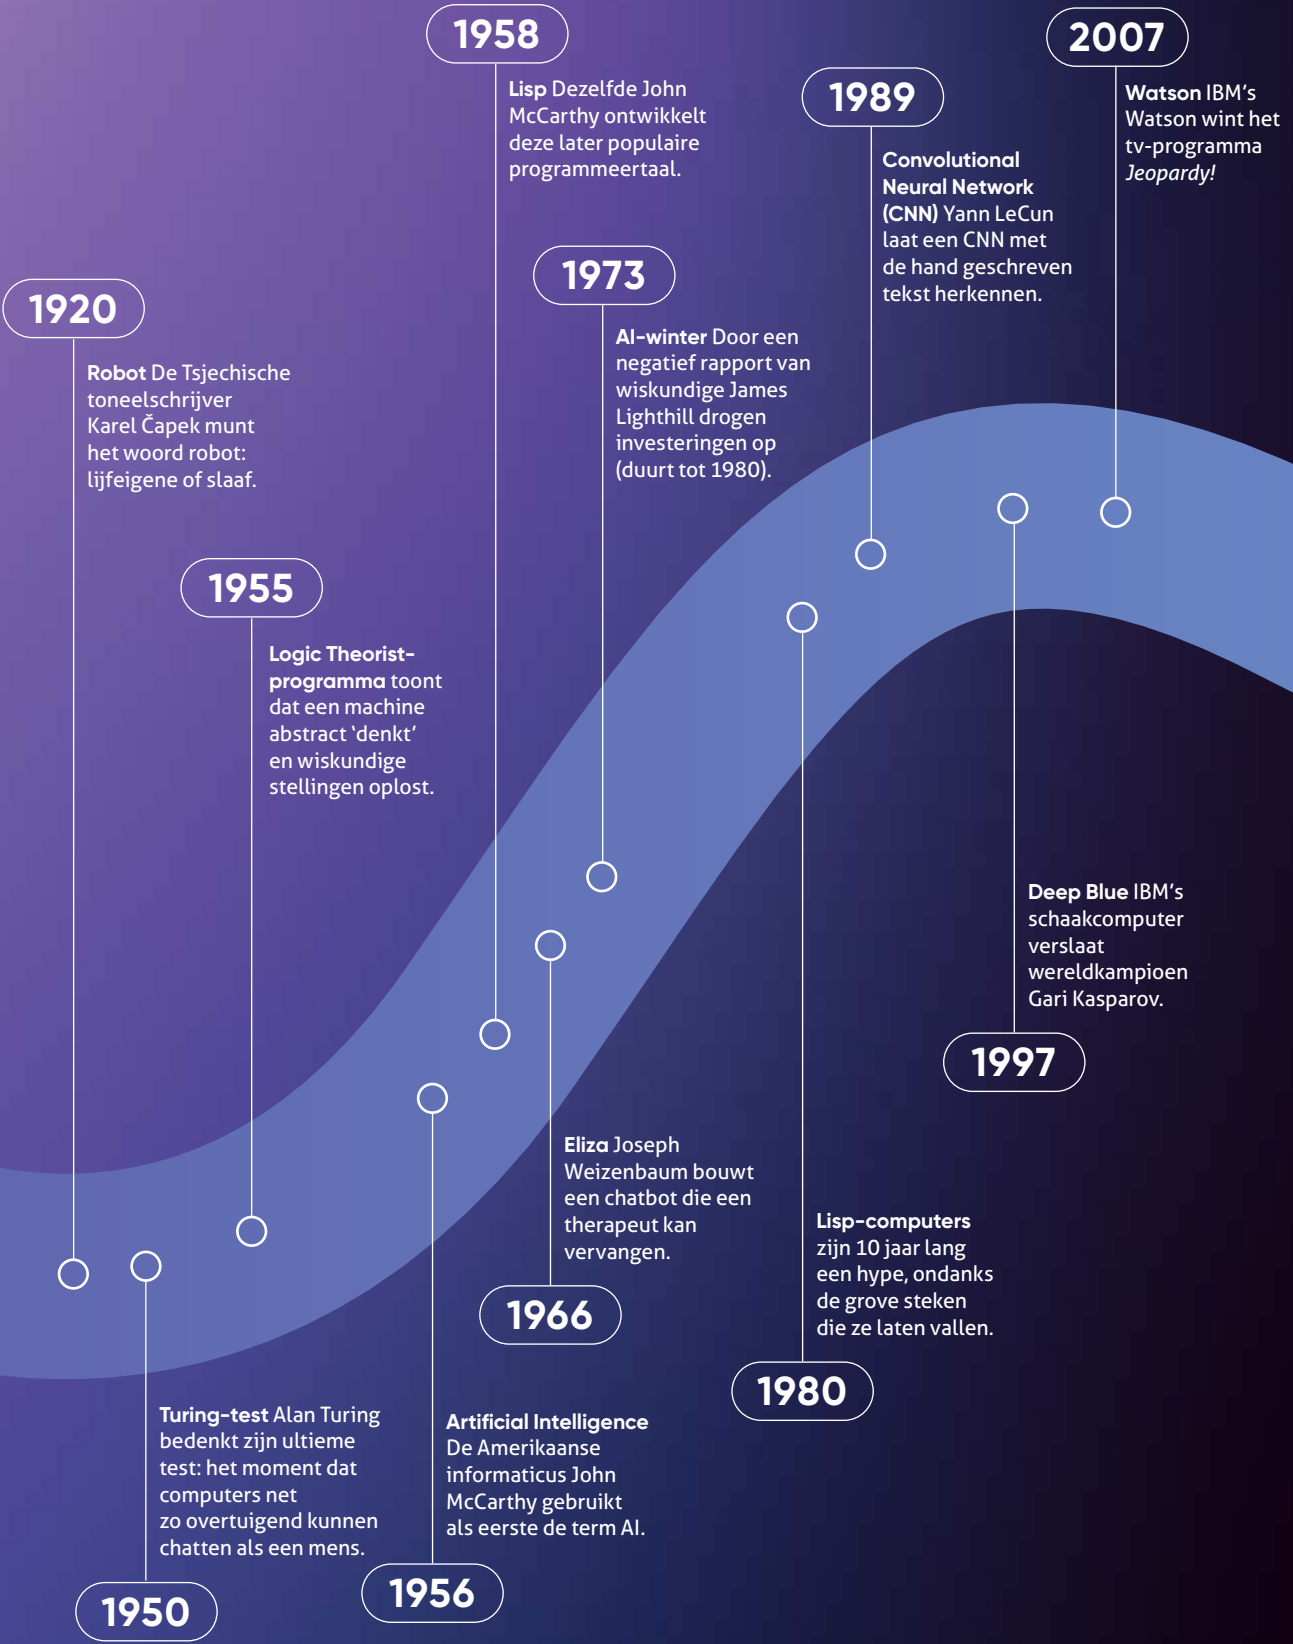 1920
Robot De Tsjechische
toneelschrijver
Karel Čapek munt
het woord robot:
lijfeigene of slaaf.
Turing-test Alan Turing
bedenkt zijn ultieme
test: het moment dat
computers net
zo overtuigend kunnen
chatten als een mens.
1950
1955
Logic Theorist-
programma toont
dat een machine
abstract ‘denkt’
en wiskundige
stellingen oplost.
Artificial Intelligence
De Amerikaanse
informaticus John
McCarthy gebruikt
als eerste de term AI.
1956
1958
Lisp Dezelfde John
McCarthy ontwikkelt
deze later populaire
programmeertaal.
Eliza Joseph
Weizenbaum bouwt
een chatbot die een
therapeut kan
vervangen.
1966
1973
AI-winter Door een
negatief rapport van
wiskundige James
Lighthill drogen
investeringen op
(duurt tot 1980).
Lisp-computers
zijn 10 jaar lang
een hype, ondanks
de grove steken
die ze laten vallen.
1980
1989
Convolutional
Neural Network
(CNN) Yann LeCun
laat een CNN met
de hand geschreven
tekst herkennen.
Deep Blue IBM’s
schaakcomputer
verslaat
wereldkampioen
Gari Kasparov.
1997
2007
Watson IBM’s
Watson wint het
tv-programma
Jeopardy!